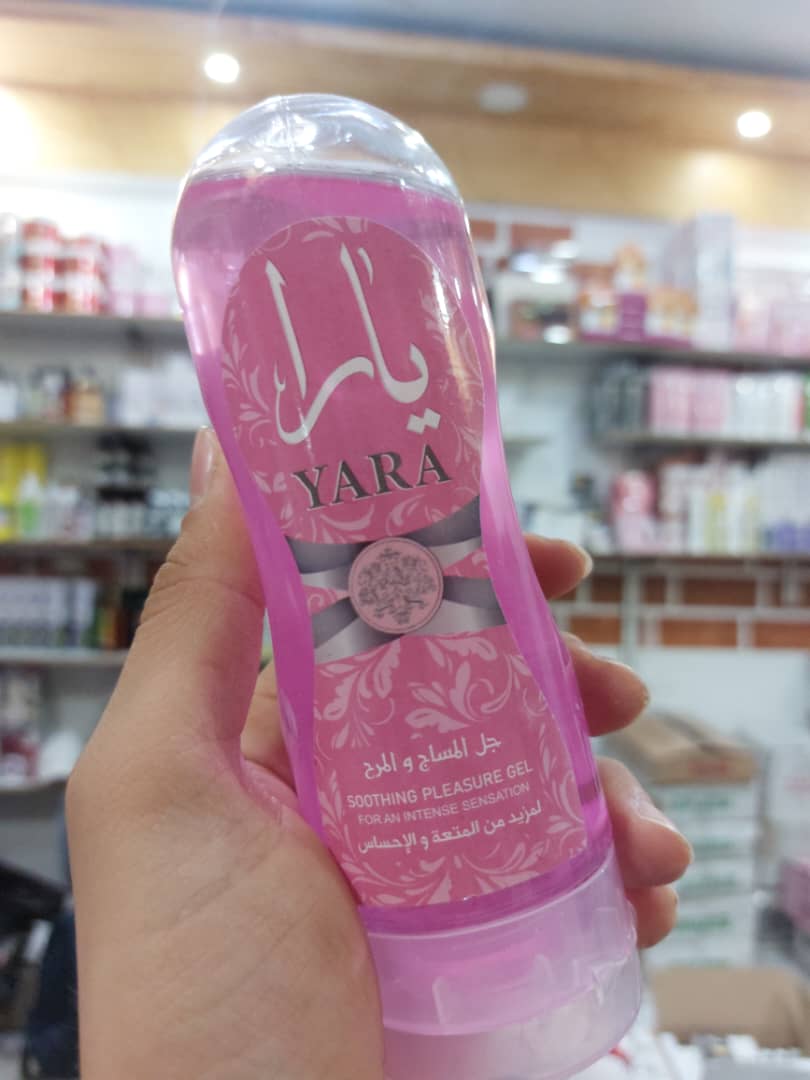 يارا
YARA
جل المساج و المرح
SOOTHING PLEASURE GEL
FOR AN INTENSE SENSATION
لمزيد من المتعة و الإحساس